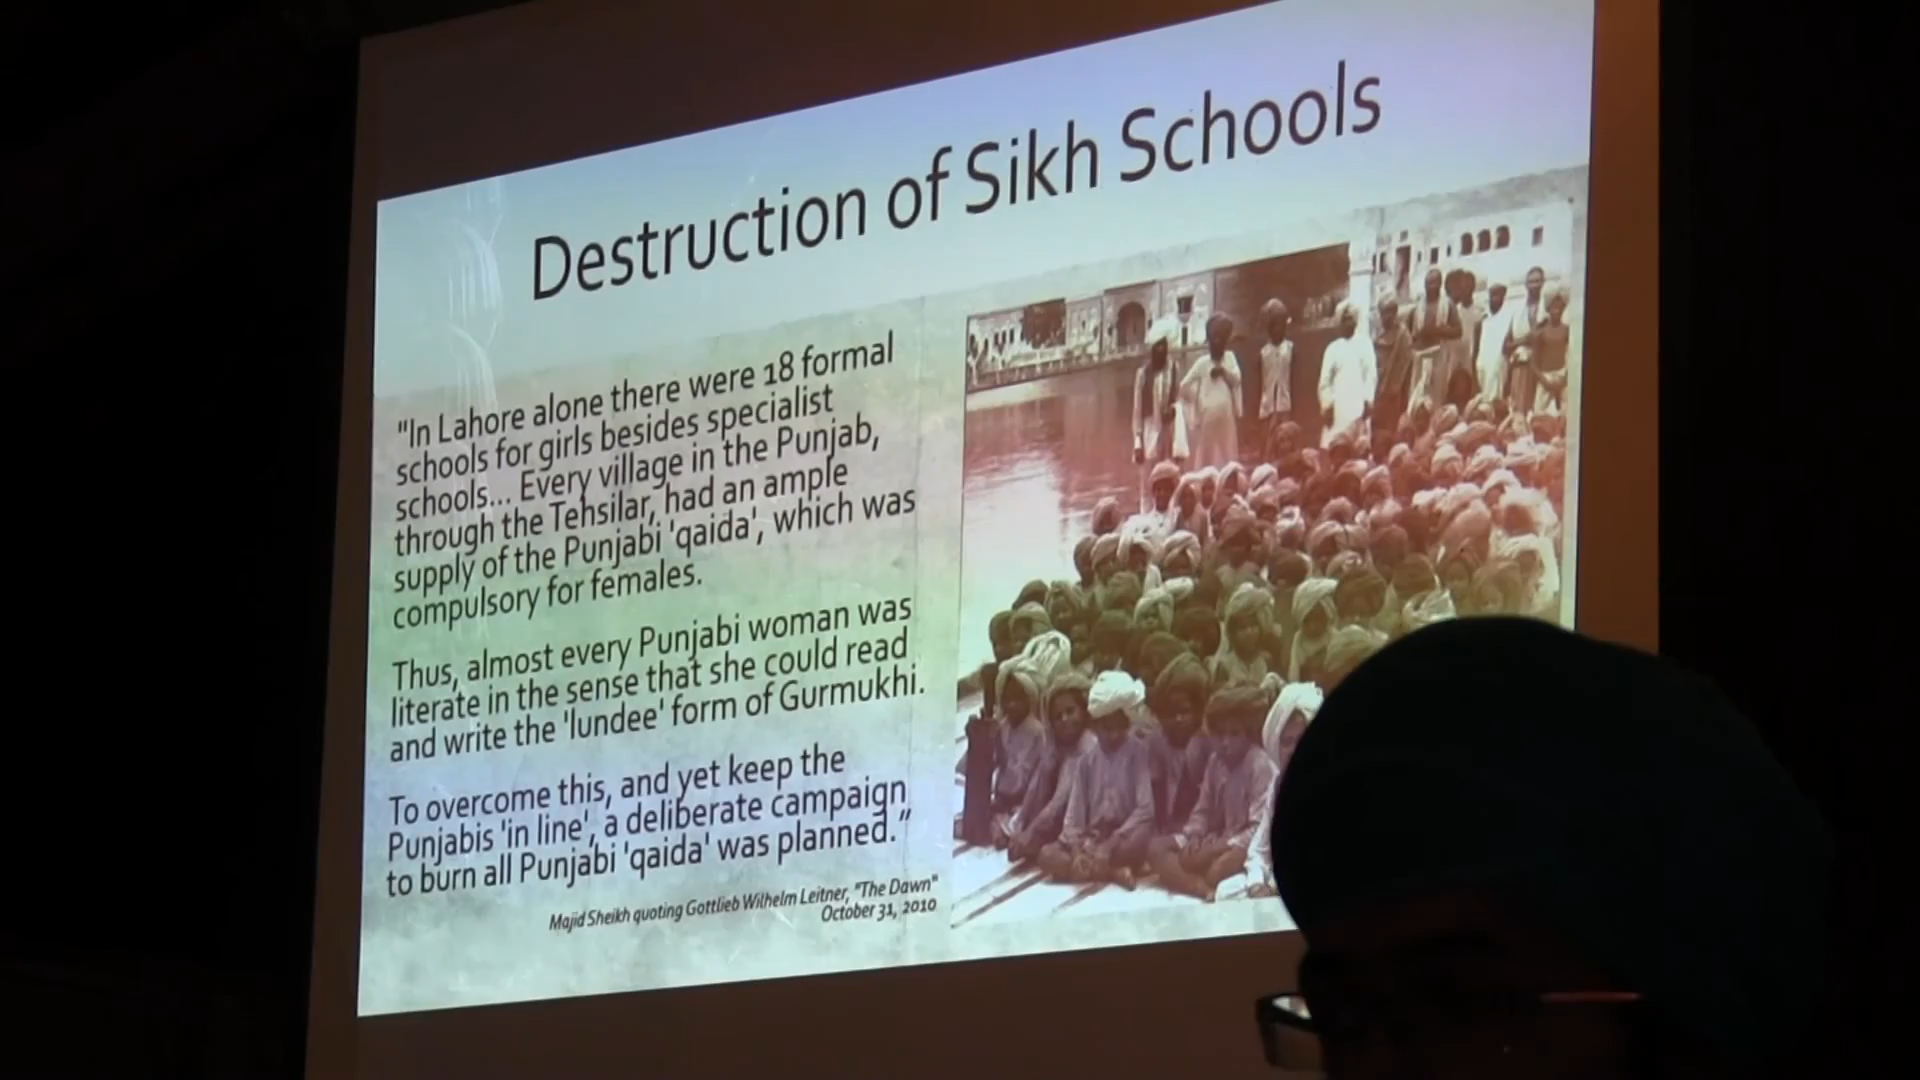 Destruction of Sikh Schools
"In Lahore alone there were 18 formal
schools for girls besides specialist
schools... Every village in the Punjab,
through the Tehsilar, had an ample
supply of the Punjabi 'qaida', which was
compulsory for females.
Thus, almost every Punjabi woman was
literate in the sense that she could read
and write the 'lundee' form of Gurmukhi.
To overcome this, and yet keep the
Punjabis 'in line', a deliberate campaign
to burn all Punjabi 'qaida' was planned."
Majid Sheikh quoting Gottlieb Wilhelm Leitner, "The Dawn"
October 31, 2010